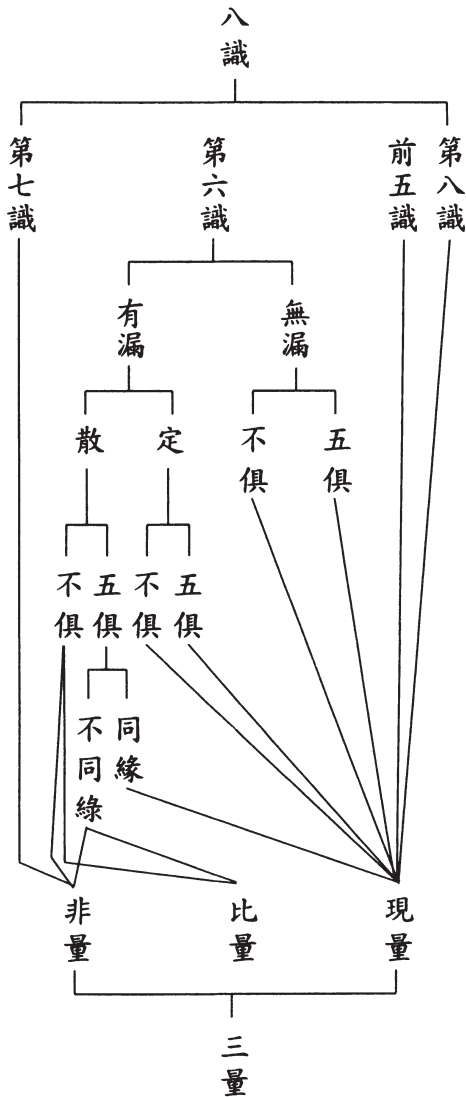 八識
第八識
前五識
第六識
第七識
無漏
有漏
五俱
不俱
定
散
五俱
不俱
五俱
不俱
同緣
不同綠
現量
比量
非量
三量